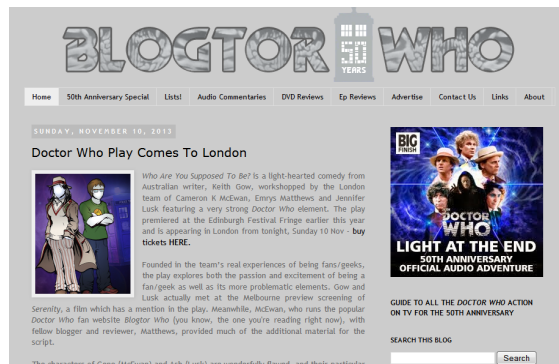 BLOGTOR WHO
50
YEARS
Home 50th Anniversary Special Lists! Audio Commentaries DVD Reviews Ep Reviews Advertise Contact Us Links About
SUNDAY, NOVEMBER 10, 2013
Doctor Who Play Comes To London
Who Are You Supposed To Be? is a light-hearted comedy from
Australian writer, Keith Gow, workshopped by the London
team of Cameron K McEwan, Emrys Matthews and Jennifer
Lusk featuring a very strong Doctor Who element. The play
premiered at the Edinburgh Festival Fringe earlier this year
and is appearing in London from tonight, Sunday 10 Nov - buy
tickets HERE.
Founded in the team's real experiences of being fans/geeks,
the play explores both the passion and excitement of being a
fan/geek as well as its more problematic elements. Gow and
Lusk actually met at the Melbourne preview screening of
Serenity, a film which has a mention in the play. Meanwhile, McEwan, who runs the popular
Doctor Who fan website Blogtor Who (you know, the one you're reading right now), with
fellow blogger and reviewer, Matthews, provided much of the additional material for the
script.
BIG
FINISH
DOCTOR
WHO
LIGHT AT THE END
50TH ANNIVERSARY
OFFICIAL AUDIO ADVENTURE
GUIDE TO ALL THE DOCTOR WHO ACTION
ON TV FOR THE 50TH ANNIVERSARY
SEARCH THIS BLOG
Search